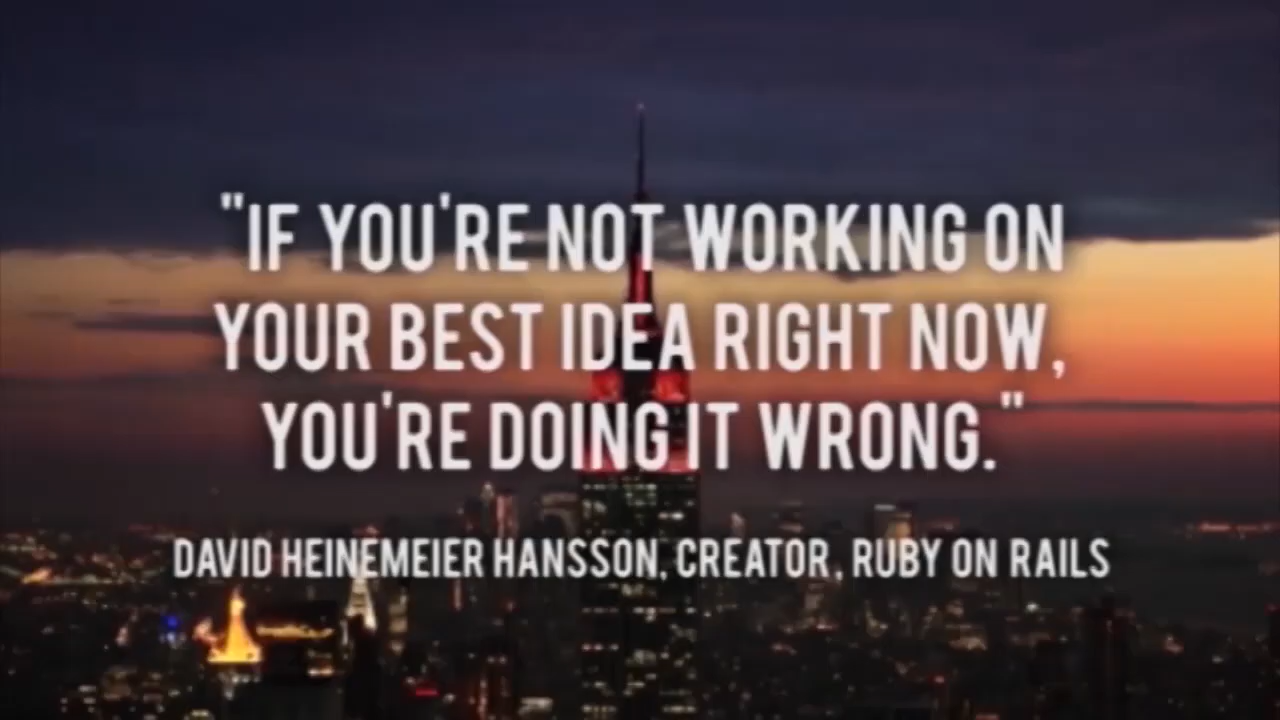 "IF YOU'RE NOT WORKING ON
YOUR BEST IDEA RIGHT NOW,
YOU'RE DOING IT WRONG."
DAVID HEINEMEIER HANSSON, CREATOR, RUBY ON RAILS